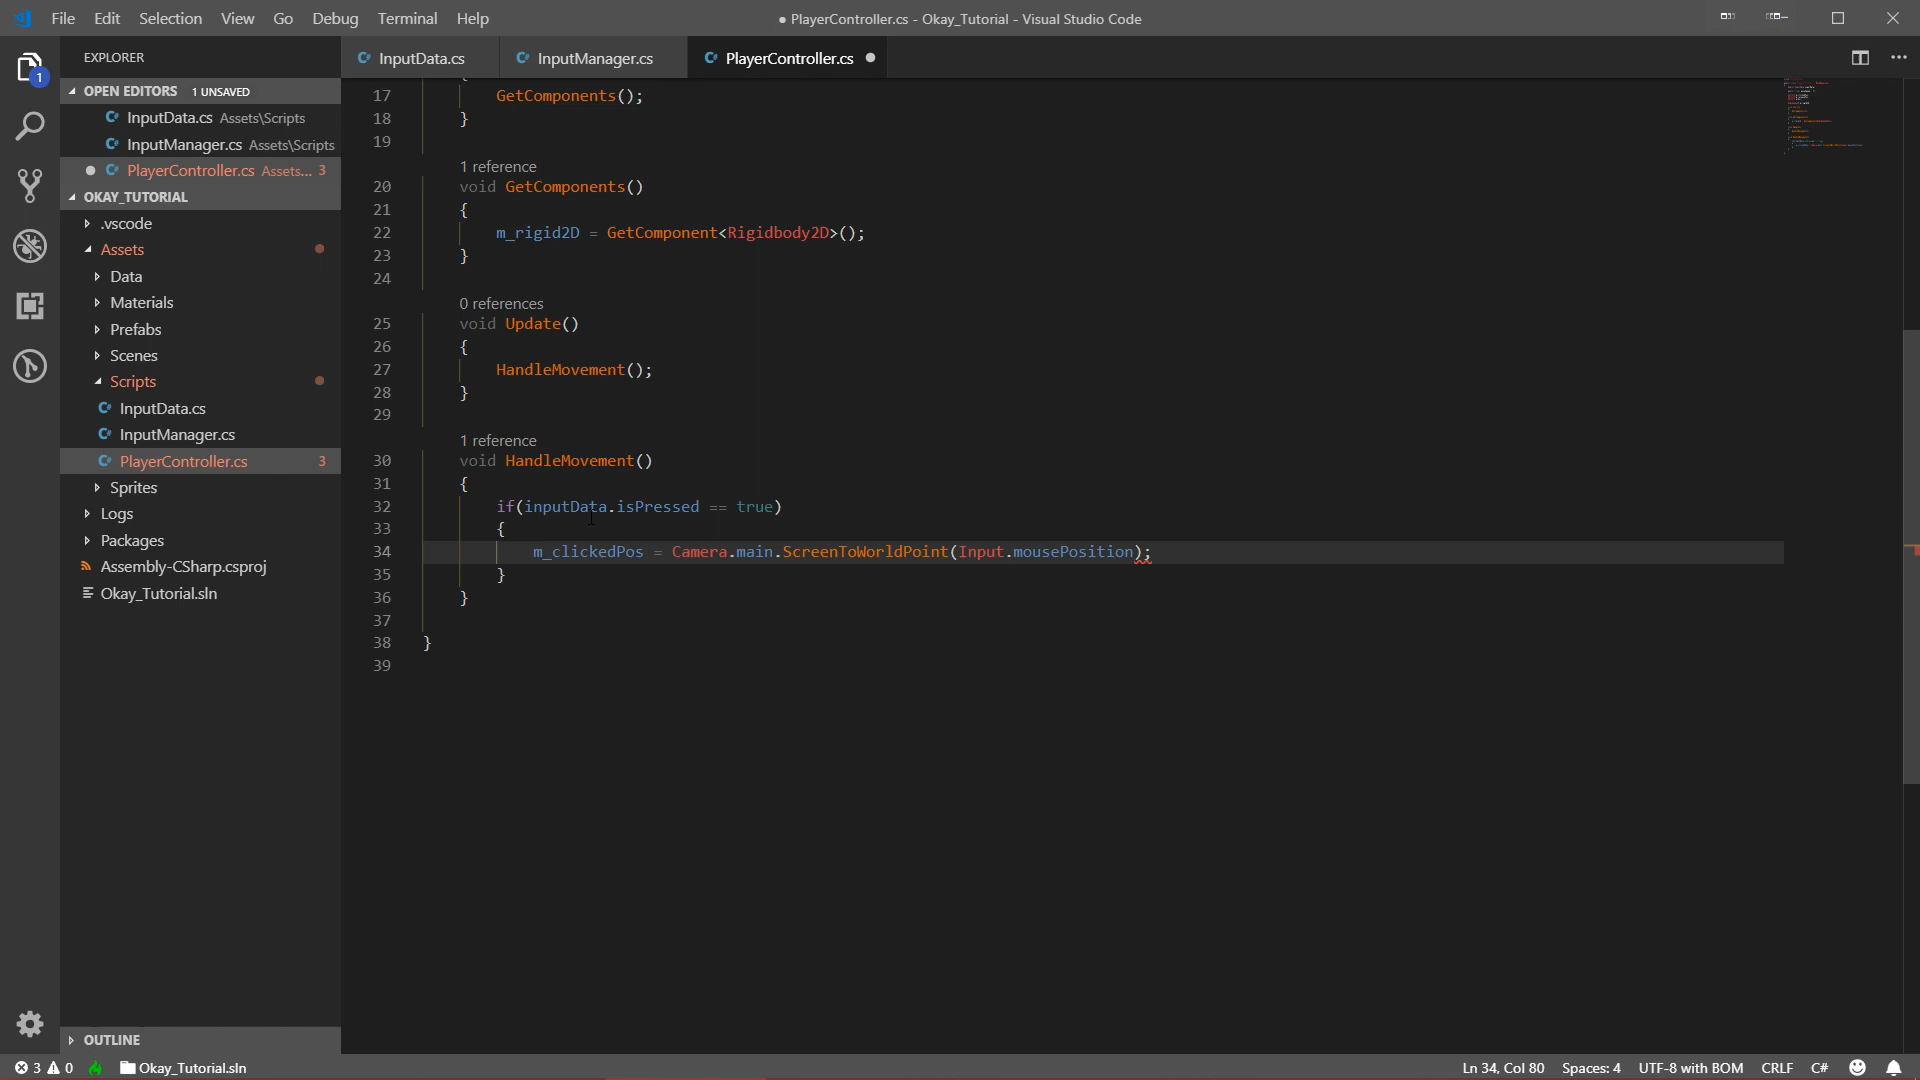 File Edit Selection View Go Debug Terminal Help
● PlayerController.cs - Okay_Tutorial - Visual Studio Code
EXPLORER
InputData.cs InputManager.cs PlayerController.cs
1
OPEN EDITORS 1 UNSAVED
InputData.cs Assets\Scripts
InputManager.cs Assets\Scripts
PlayerController.cs Assets... 3
OKAY_TUTORIAL
.vscode
Assets
Data
Materials
Prefabs
Scenes
Scripts
InputData.cs
InputManager.cs
PlayerController.cs 3
Sprites
Logs
Packages
Assembly-CSharp.csproj
Okay_Tutorial.sln
OUTLINE
17 GetComponents();
18 }
19
1 reference
20 void GetComponents()
21 {
22 m_rigid2D = GetComponent<Rigidbody2D>();
23 }
24
0 references
25 void Update()
26 {
27 HandleMovement();
28 }
29
1 reference
30 void HandleMovement()
31 {
32 if(inputData.isPressed == true)
33 {
34 m_clickedPos = Camera.main.ScreenToWorldPoint(Input.mousePosition);
35 }
36 }
37
38 }
39
3 0 Okay_Tutorial.sln
Ln 34, Col 80 Spaces: 4 UTF-8 with BOM CRLF C#